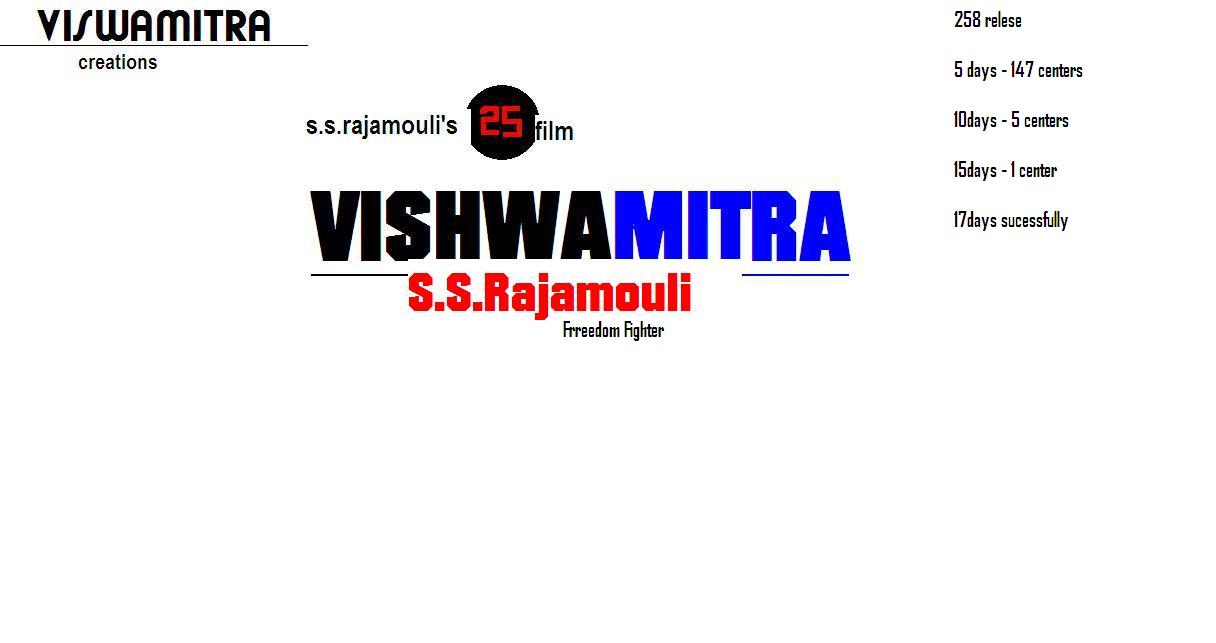 VISWAMITRA
creations
s.s.rajamouli's 25 film
VISHWAMITRA
S.S.Rajamouli
Frreedom Fighter
258 relese
5 days - 147 centers
10days - 5 centers
15days - 1 center
17days sucessfully